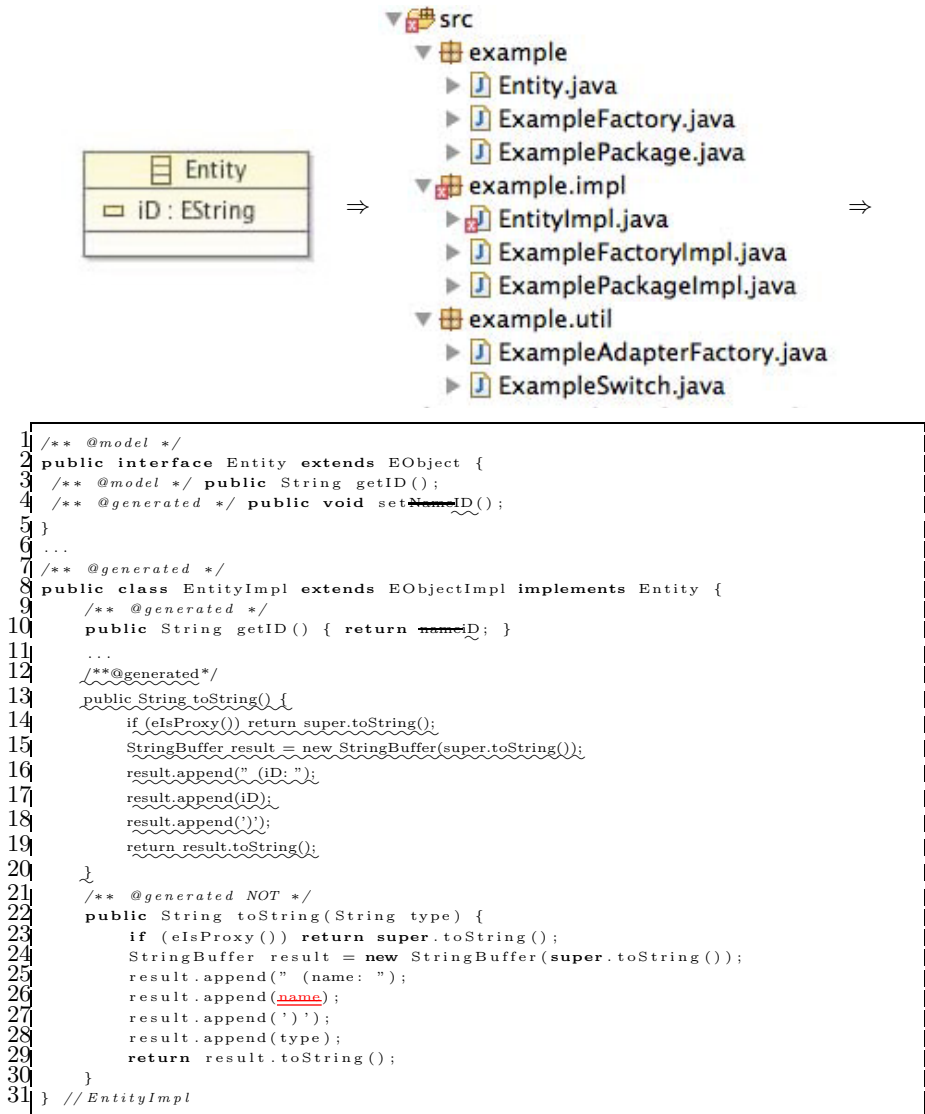 src
example
Entity.java
ExampleFactory.java
ExamplePackage.java
example.impl
EntityImpl.java
ExampleFactoryImpl.java
ExamplePackageImpl.java
example.util
ExampleAdapterFactory.java
ExampleSwitch.java
Entity
iD : EString
⇒
⇒
1 /** @model */
2 public interface Entity extends EObject {
3 /** @model */ public String getID();
4 /** @generated */ public void setNameID();
5 }
6 ...
7 /** @generated */
8 public class EntityImpl extends EObjectImpl implements Entity {
9 /** @generated */
10 public String getID() { return nameiD; }
11 ...
12 /**@generated*/
13 public String toString() {
14 if (eIsProxy()) return super.toString();
15 StringBuffer result = new StringBuffer(super.toString());
16 result.append(” (iD: ”);
17 result.append(iD);
18 result.append(’)’);
19 return result.toString();
20 }
21 /** @generated NOT */
22 public String toString(String type) {
23 if (eIsProxy()) return super.toString();
24 StringBuffer result = new StringBuffer(super.toString());
25 result.append(" (name: ");
26 result.append(name);
27 result.append(')');
28 result.append(type);
29 return result.toString();
30 }
31 } //EntityImpl